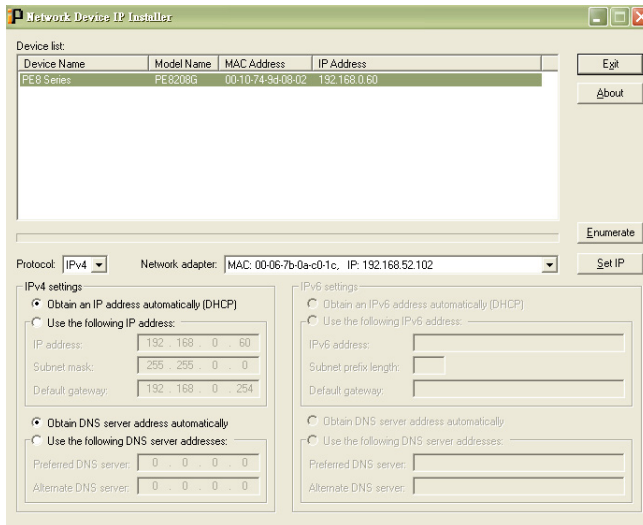 Network Device IP Installer
Device list:
Device Name Model Name MAC Address IP Address
PE8 Series PE8208G 00-10-74-9d-08-02 192.168.0.60
Exit
About
Enumerate
Protocol: IPv4 Network adapter: MAC: 00-06-7b-0a-c0-1c, IP: 192.168.52.102 Set IP
IPv4 settings
Obtain an IP address automatically (DHCP)
Use the following IP address:
IP address: 192 . 168 . 0 . 60
Subnet mask: 255 . 255 . 0 . 0
Default gateway: 192 . 168 . 0 . 254
Obtain DNS server address automatically
Use the following DNS server addresses:
Preferred DNS server: 0 . 0 . 0 . 0
Alternate DNS server: 0 . 0 . 0 . 0
IPv6 settings
Obtain an IPv6 address automatically (DHCP)
Use the following IPv6 address:
IPv6 address:
Subnet prefix length:
Default gateway:
Obtain DNS server address automatically
Use the following DNS server addresses:
Preferred DNS server:
Alternate DNS server: